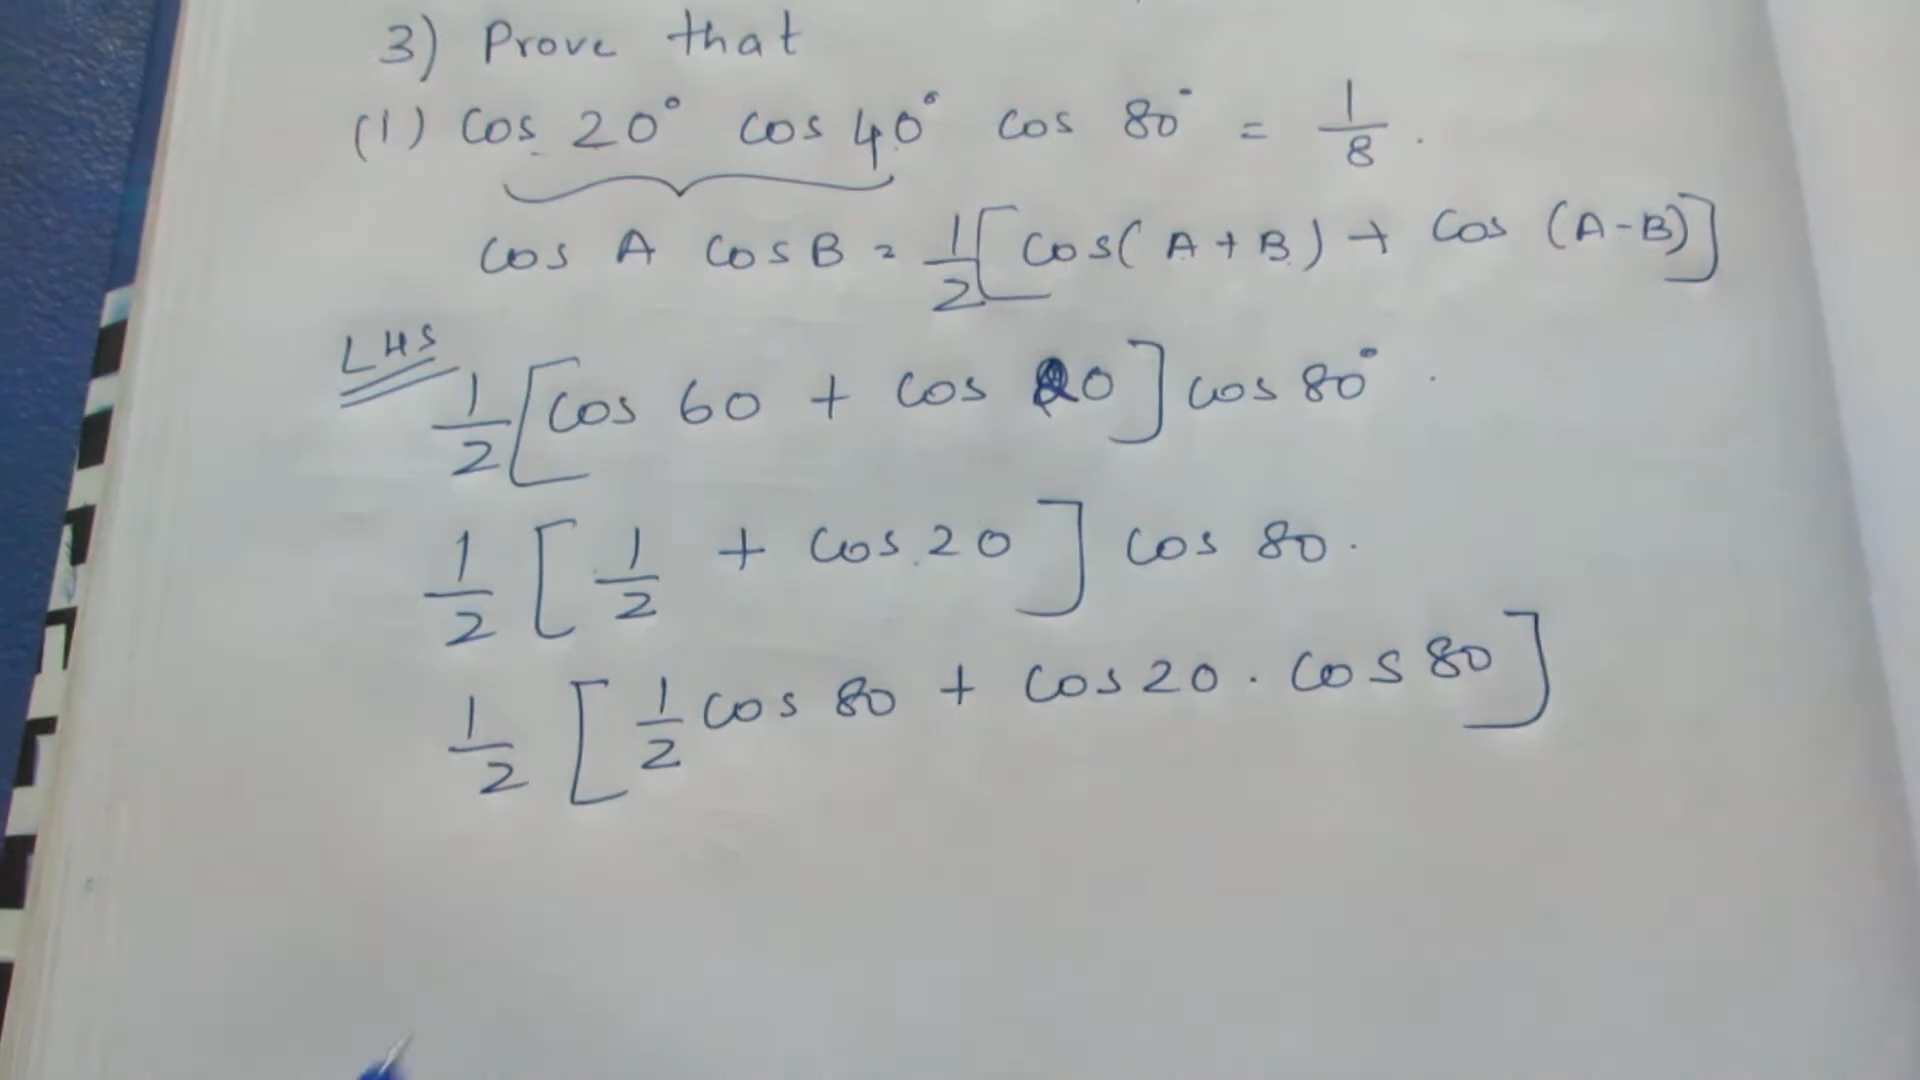 3) Prove that
(1) cos 20° cos 40° cos 80° = 1/8.
cos A cos B = 1/2 [cos(A+B) + cos (A-B)]
LHS
1/2 [cos 60 + cos 20] cos 80°.
1/2 [1/2 + cos 20] cos 80.
1/2 [1/2 cos 80 + cos 20 . cos 80]